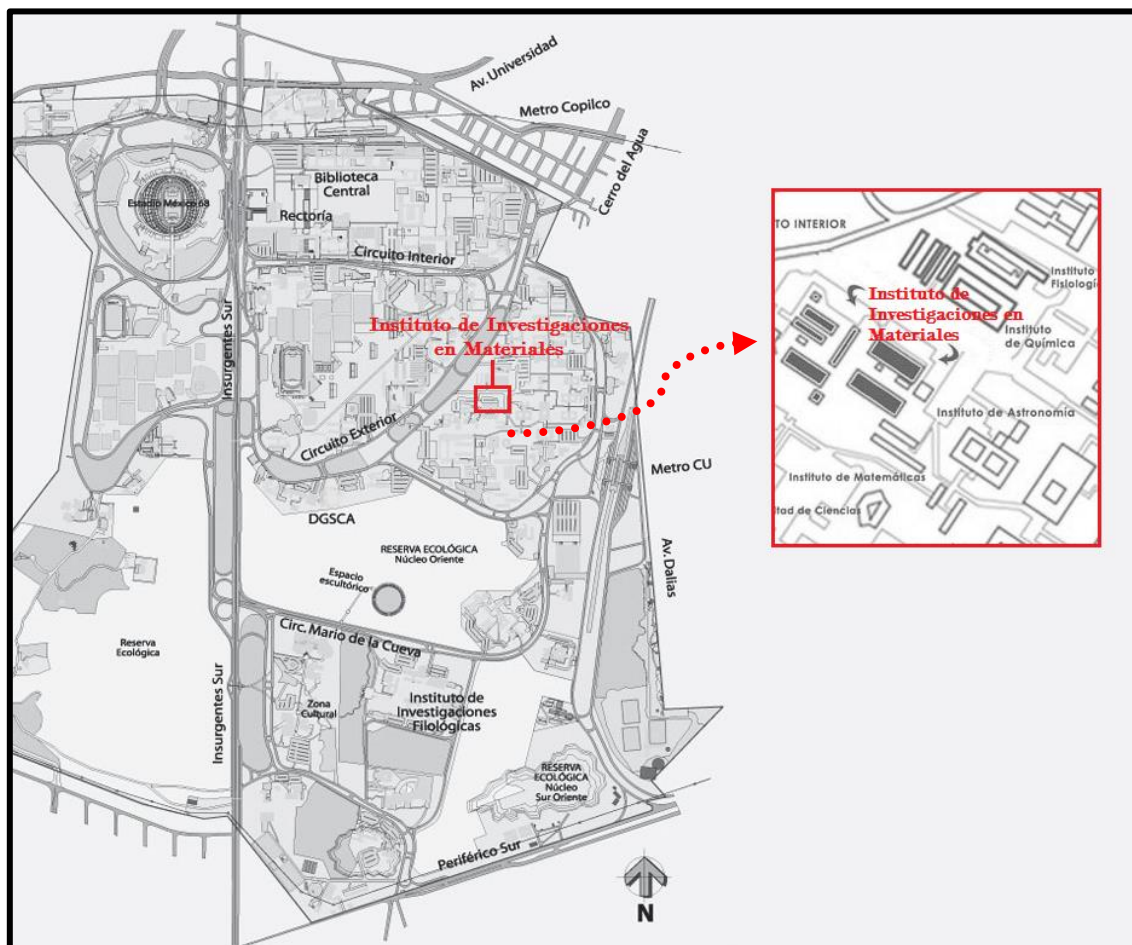 Av. Universidad
Metro Copilco
Cerro del Agua
Biblioteca
Central
Estadio México 68
Rectoría
Circuito Interior
Insurgentes Sur
Instituto de Investigaciones
en Materiales
Circuito Exterior
Metro CU
DGSCA
RESERVA ECOLÓGICA
Núcleo Oriente
Av. Dalias
Espacio
escultórico
Circ. Mario de la Cueva
Reserva
Ecológica
Insurgentes Sur
Zona
Cultural
Instituto de
Investigaciones
Filológicas
RESERVA
ECOLÓGICA
Núcleo
Sur Oriente
Periférico Sur
N
TO INTERIOR
Instituto
Fisiologí
Instituto de
Investigaciones en
Materiales
Instituto
de Química
Instituto de Astronomía
Instituto de Matemáticas
ltad de Ciencias